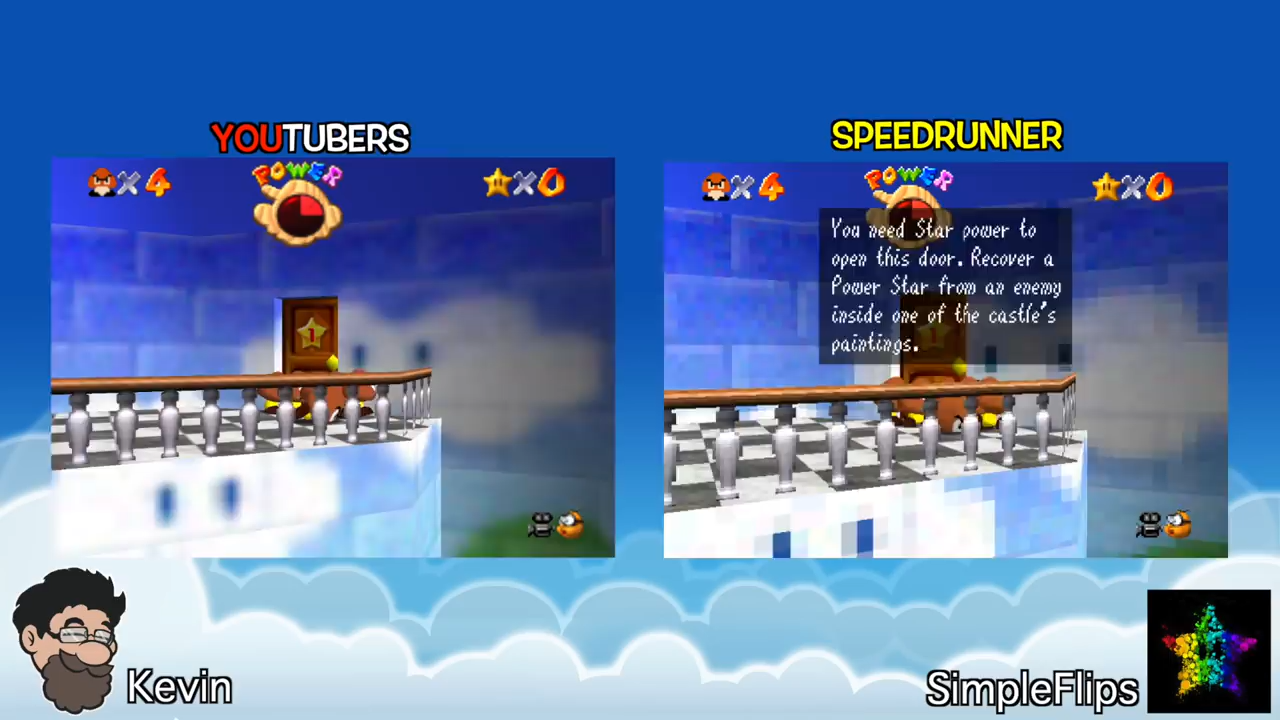 YOUTUBERS
SPEEDRUNNER
× 4
POWER
× 0
× 4
POWER
× 0
You need Star power to
open this door. Recover a
Power Star from an enemy
inside one of the castle's
paintings.
1
1
Kevin
SimpleFlips